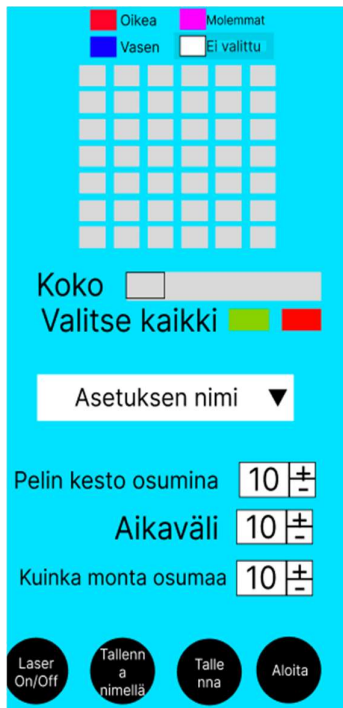 Oikea
Molemmat
Vasen
Ei valittu
Koko
Valitse kaikki
Asetuksen nimi ▼
Pelin kesto osumina 10 + -
Aikaväli 10 + -
Kuinka monta osumaa 10 + -
Laser
On/Off
Tallenn
a
nimellä
Talle
nna
Aloita